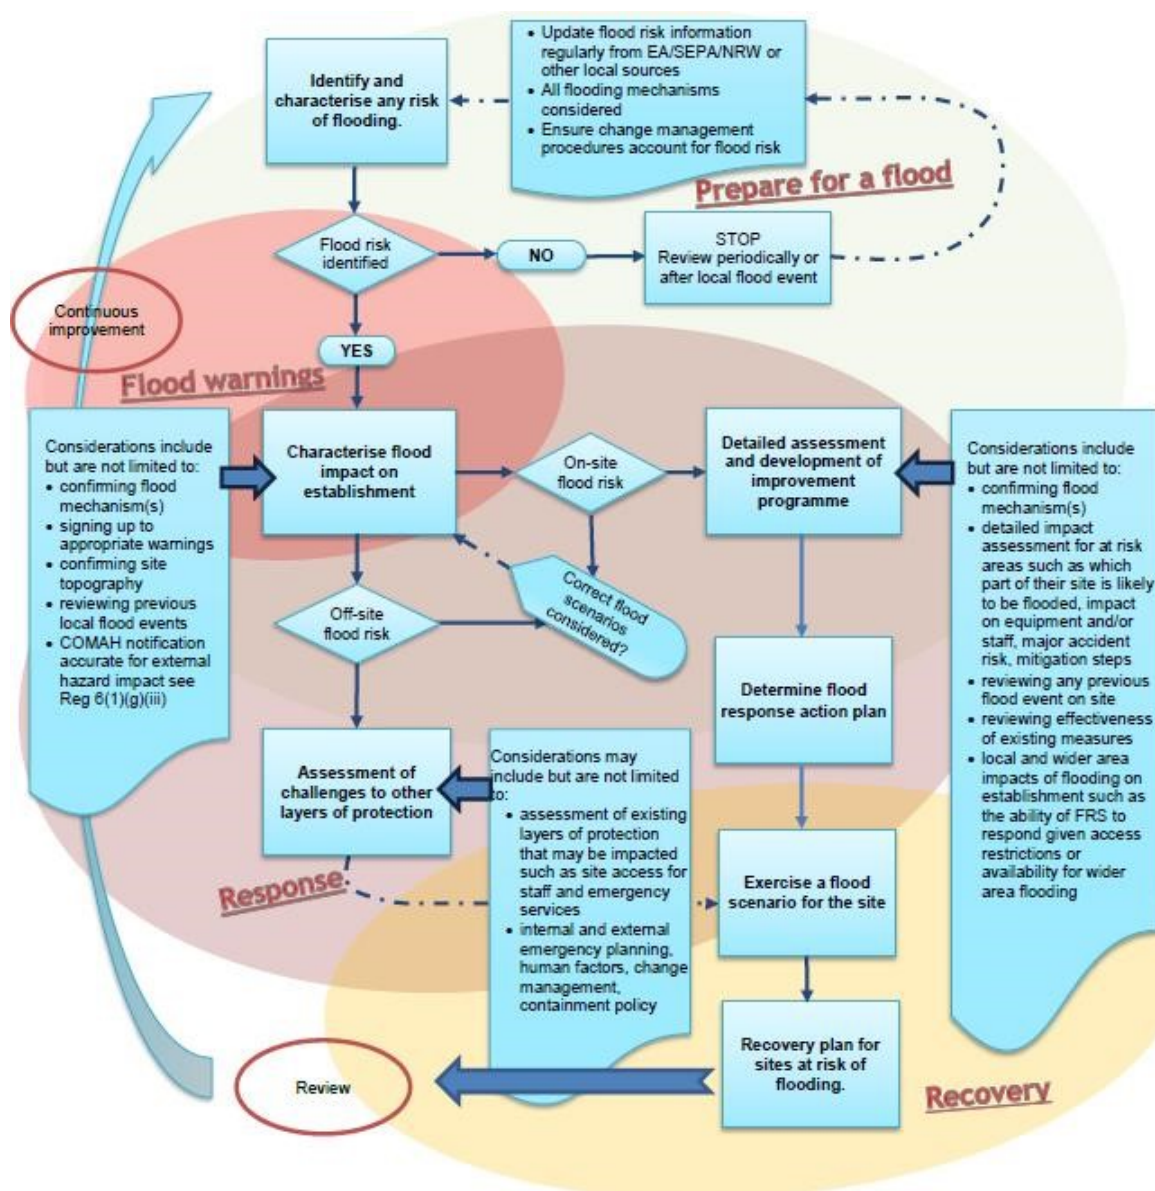 Identify and
characterise any risk
of flooding.
• Update flood risk information
regularly from EA/SEPA/NRW or
other local sources
• All flooding mechanisms
considered
• Ensure change management
procedures account for flood risk
Prepare for a flood
Flood risk
identified
NO
STOP
Review periodically or
after local flood event
Continuous
improvement
YES
Flood warnings
Considerations include
but are not limited to:
• confirming flood
mechanism(s)
• signing up to
appropriate warnings
• confirming site
topography
• reviewing previous
local flood events
• COMAH notification
accurate for external
hazard impact see
Reg 6(1)(g)(iii)
Characterise flood
impact on
establishment
On-site
flood risk
Detailed assessment
and development of
improvement
programme
Considerations include
but are not limited to:
• confirming flood
mechanism(s)
• detailed impact
assessment for at risk
areas such as which
part of their site is likely
to be flooded, impact
on equipment and/or
staff, major accident
risk, mitigation steps
• reviewing any previous
flood event on site
• reviewing effectiveness
of existing measures
• local and wider area
impacts of flooding on
establishment such as
the ability of FRS to
respond given access
restrictions or
availability for wider
area flooding
Off-site
flood risk
Correct flood
scenarios
considered?
Determine flood
response action plan
Assessment of
challenges to other
layers of protection
Considerations may
include but are not limited
to:
• assessment of existing
layers of protection
that may be impacted
such as site access for
staff and emergency
services
• internal and external
emergency planning,
human factors, change
management,
containment policy
Response
Exercise a flood
scenario for the site
Recovery plan for
sites at risk of
flooding.
Review
Recovery